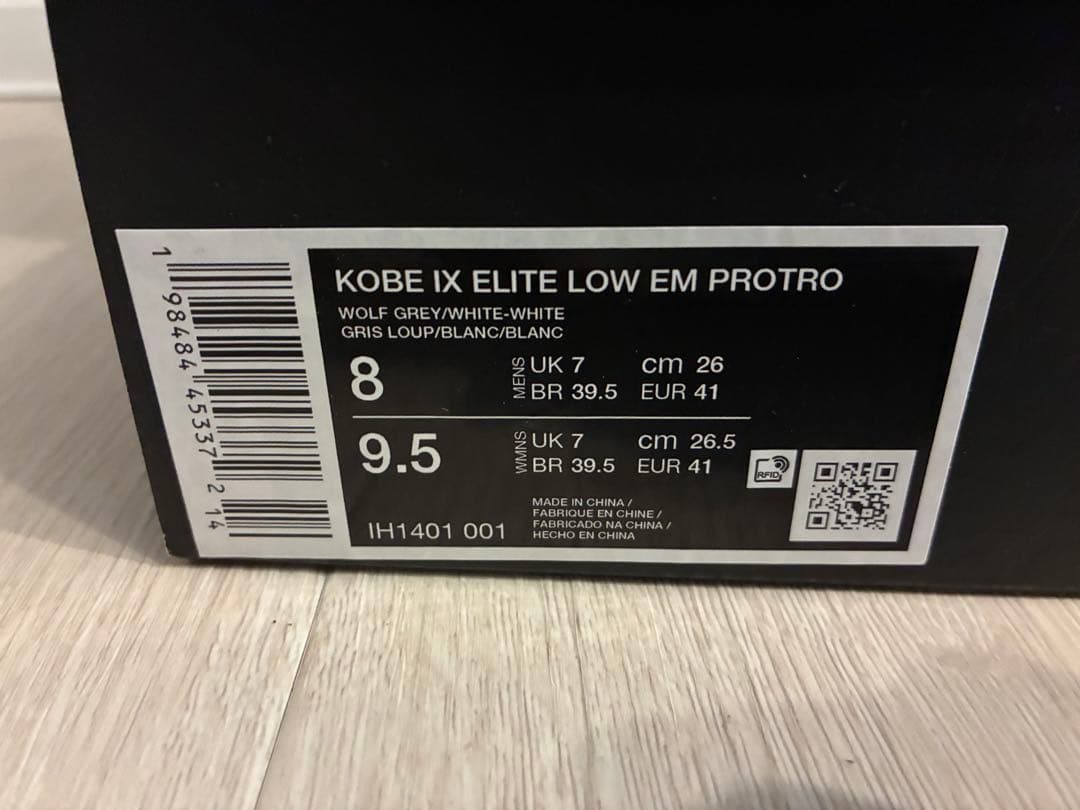 KOBE IX ELITE LOW EM PROTRO
WOLF GREY/WHITE-WHITE
GRIS LOUP/BLANC/BLANC
8 MENS UK 7 cm 26
BR 39.5 EUR 41
9.5 WMNS UK 7 cm 26.5
BR 39.5 EUR 41
RFID
MADE IN CHINA /
FABRIQUE EN CHINE /
FABRICADO NA CHINA /
HECHO EN CHINA
IH1401 001
1 98484 45337 2 14